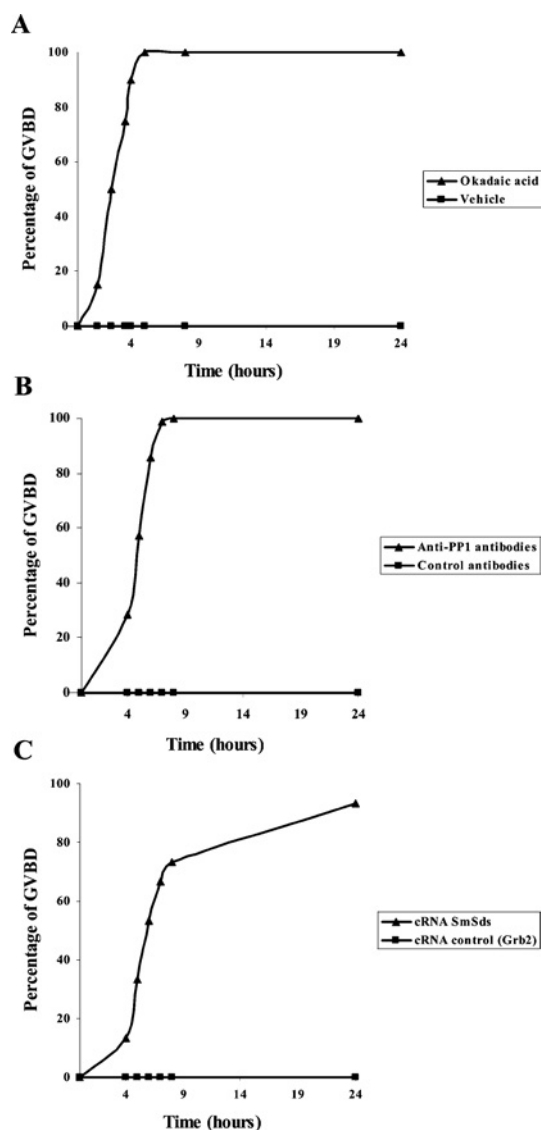 A
Percentage of GVBD
100
80
60
40
20
0
4 9 14 19 24
Time (hours)
Okadaic acid
Vehicle
B
Percentage of GVBD
100
80
60
40
20
0
4 9 14 19 24
Time (hours)
Anti-PP1 antibodies
Control antibodies
C
Percentage of GVBD
100
80
60
40
20
0
4 9 14 19 24
Time (hours)
cRNA SmSds
cRNA control (Grb2)